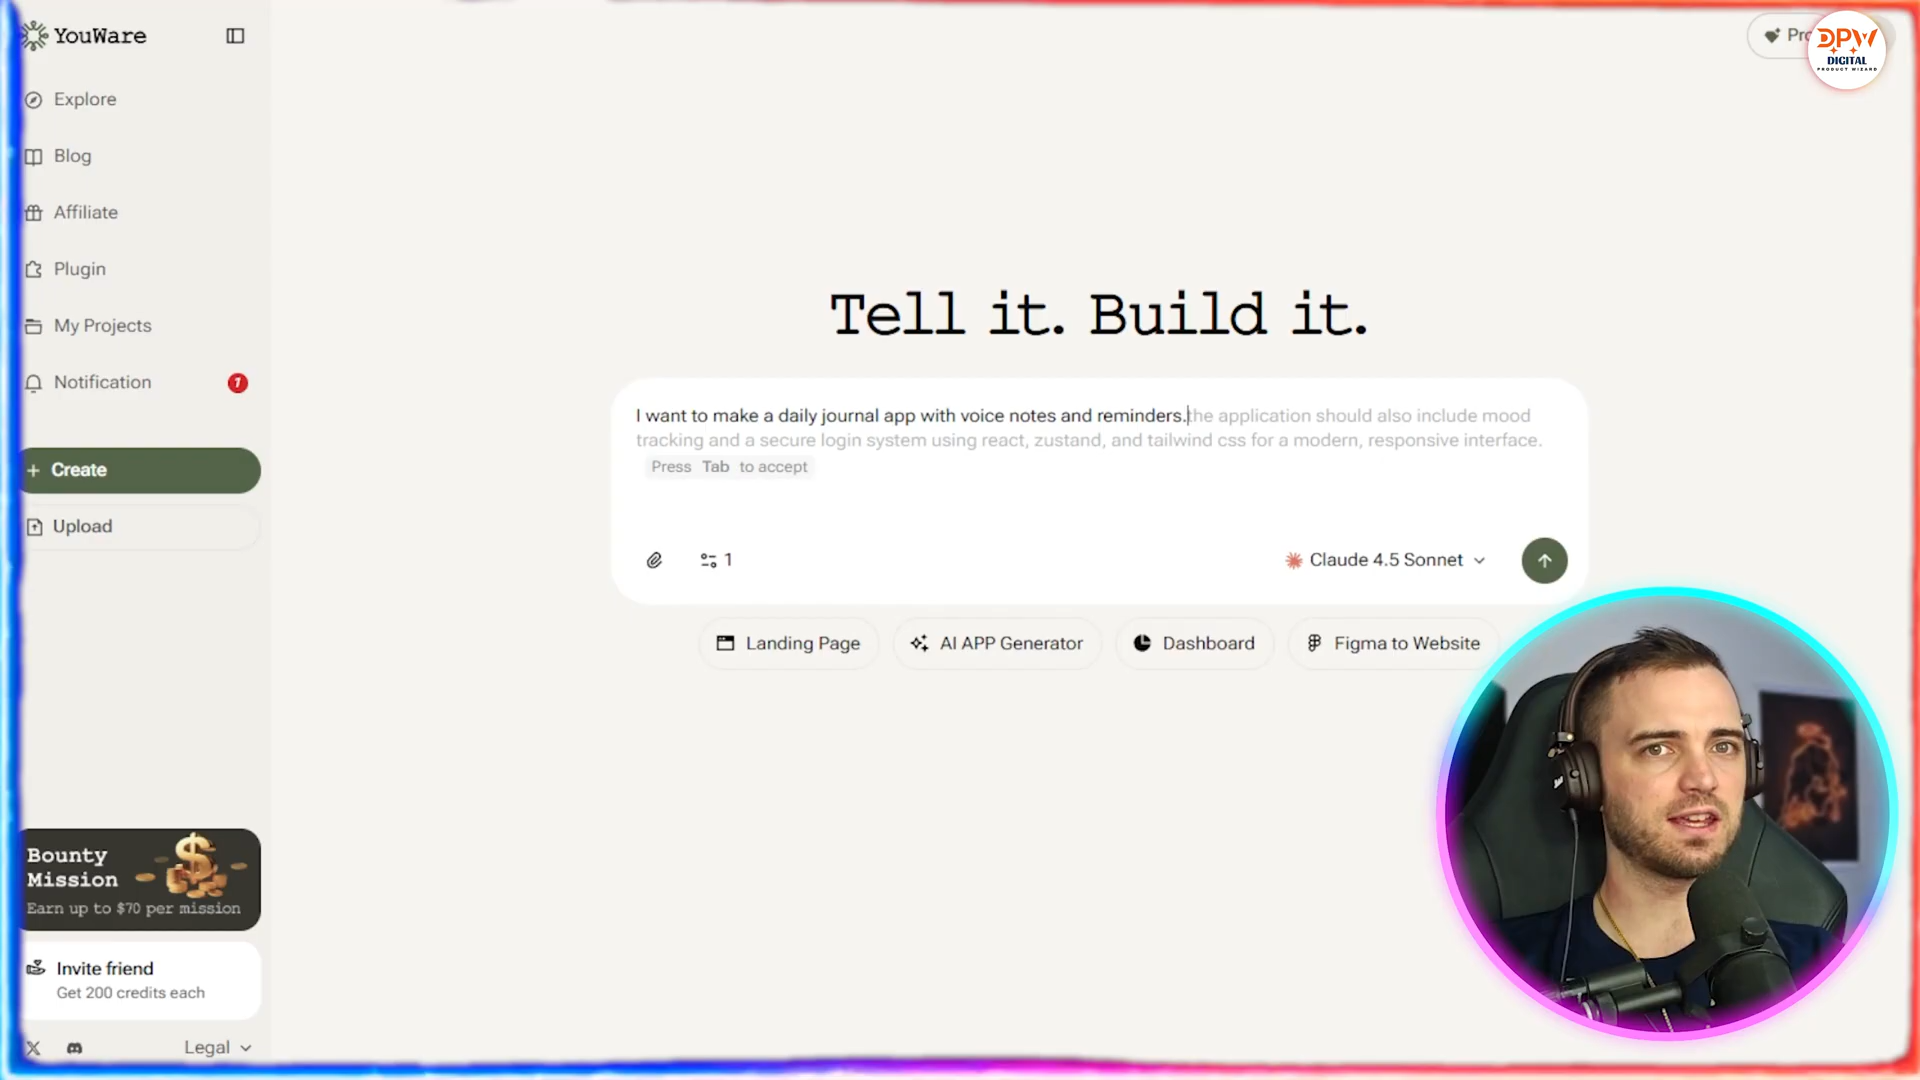 YouWare
Explore
Blog
Affiliate
Plugin
My Projects
Notification
1
+ Create
Upload
Bounty
Mission
Earn up to $70 per mission
Invite friend
Get 200 credits each
Legal
DPW
DIGITAL
PRODUCT WIZARD
Tell it. Build it.
I want to make a daily journal app with voice notes and reminders.the application should also include mood
tracking and a secure login system using react, zustand, and tailwind css for a modern, responsive interface.
Press Tab to accept
1
Claude 4.5 Sonnet
Landing Page
AI APP Generator
Dashboard
Figma to Website